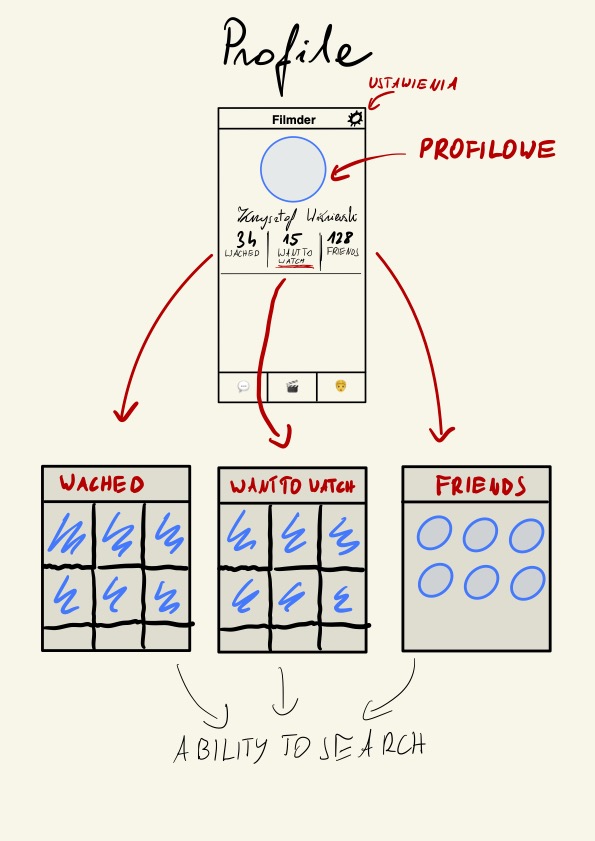 Profile
USTAWIENIA
Filmder
PROFILOWE
Krzysztof Wiśniewski
34 15 128
WACHED WANT TO FRIENDS
WATCH
WACHED WANT TO WATCH FRIENDS
ABILITY TO SEARCH